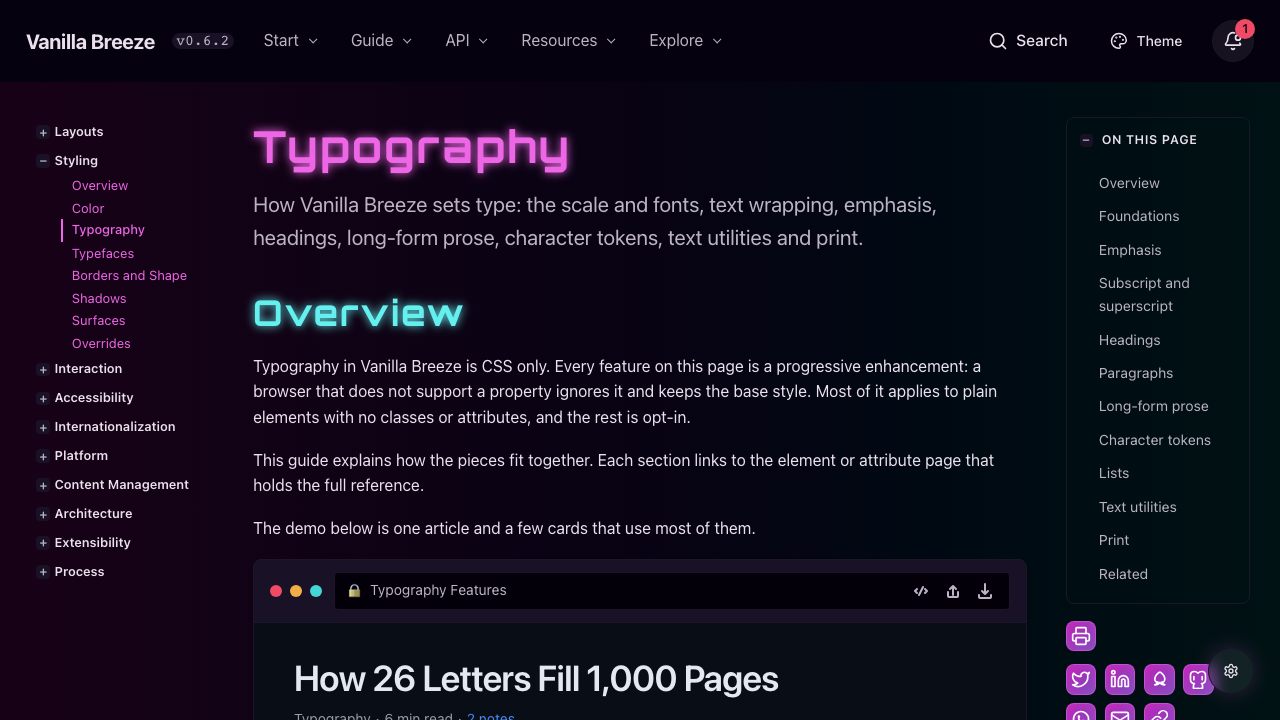 Vanilla Breeze v0.6.2 Start Guide API Resources Explore Search Theme 1
+ Layouts
− Styling
Overview
Color
Typography
Typefaces
Borders and Shape
Shadows
Surfaces
Overrides
+ Interaction
+ Accessibility
+ Internationalization
+ Platform
+ Content Management
+ Architecture
+ Extensibility
+ Process
Typography
How Vanilla Breeze sets type: the scale and fonts, text wrapping, emphasis,
headings, long-form prose, character tokens, text utilities and print.
Overview
Typography in Vanilla Breeze is CSS only. Every feature on this page is a progressive enhancement: a
browser that does not support a property ignores it and keeps the base style. Most of it applies to plain
elements with no classes or attributes, and the rest is opt-in.
This guide explains how the pieces fit together. Each section links to the element or attribute page that
holds the full reference.
The demo below is one article and a few cards that use most of them.
Typography Features
How 26 Letters Fill 1,000 Pages
Typography · 6 min read · 2 notes
− ON THIS PAGE
Overview
Foundations
Emphasis
Subscript and
superscript
Headings
Paragraphs
Long-form prose
Character tokens
Lists
Text utilities
Print
Related